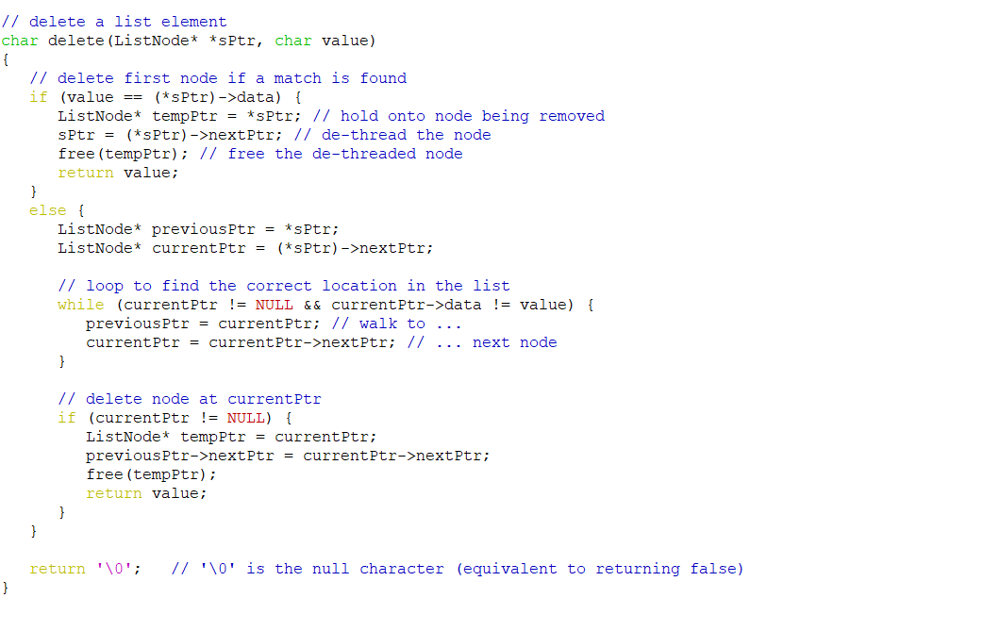 // delete a list element
char delete(ListNode* *sPtr, char value)
{
   // delete first node if a match is found
   if (value == (*sPtr)->data) {
      ListNode* tempPtr = *sPtr; // hold onto node being removed
      sPtr = (*sPtr)->nextPtr; // de-thread the node
      free(tempPtr); // free the de-threaded node
      return value;
   }
   else {
      ListNode* previousPtr = *sPtr;
      ListNode* currentPtr = (*sPtr)->nextPtr;

      // loop to find the correct location in the list
      while (currentPtr != NULL && currentPtr->data != value) {
         previousPtr = currentPtr; // walk to ...
         currentPtr = currentPtr->nextPtr; // ... next node
      }

      // delete node at currentPtr
      if (currentPtr != NULL) {
         ListNode* tempPtr = currentPtr;
         previousPtr->nextPtr = currentPtr->nextPtr;
         free(tempPtr);
         return value;
      }
   }

   return '\0';   // '\0' is the null character (equivalent to returning false)
}